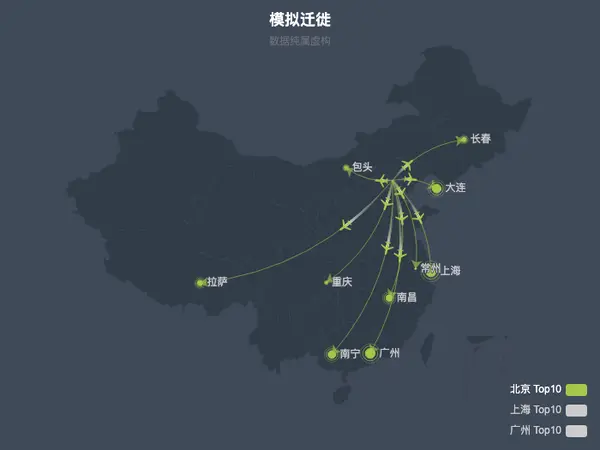 模拟迁徙
数据纯属虚构
长春
包头
大连
常州
上海
拉萨
重庆
南昌
南宁
广州
北京 Top10
上海 Top10
广州 Top10